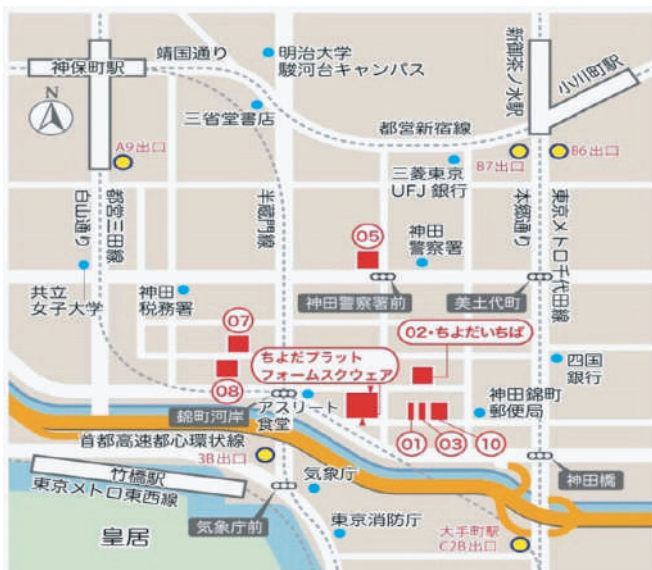 靖国通り
明治大学
駿河台キャンパス
神保町駅
新御茶ノ水駅
小川町駅
N
三省堂書店
都営新宿線
A9出口
B7出口
B6出口
三菱東京
UFJ銀行
白山通り
都営三田線
半蔵門線
本郷通り
東京メトロ千代田線
05
神田
警察署
共立
女子大学
神田
税務署
神田警察署前
美土代町
07
02・ちよだいちば
ちよだプラット
フォームスクウェア
08
四国
銀行
錦町河岸
アスリート
食堂
神田錦町
郵便局
01
03
10
首都高速都心環状線
3B出口
竹橋駅
東京メトロ東西線
気象庁
神田橋
気象庁前
東京消防庁
大手町駅
C2B出口
皇居